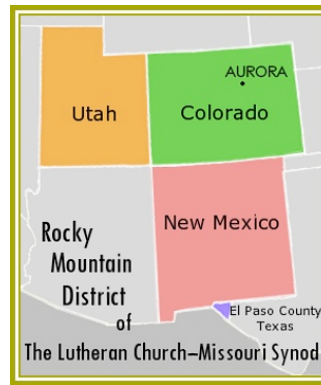 AURORA
Utah
Colorado
New Mexico
Rocky
Mountain
District
of
El Paso County
Texas
The Lutheran Church–Missouri Synod